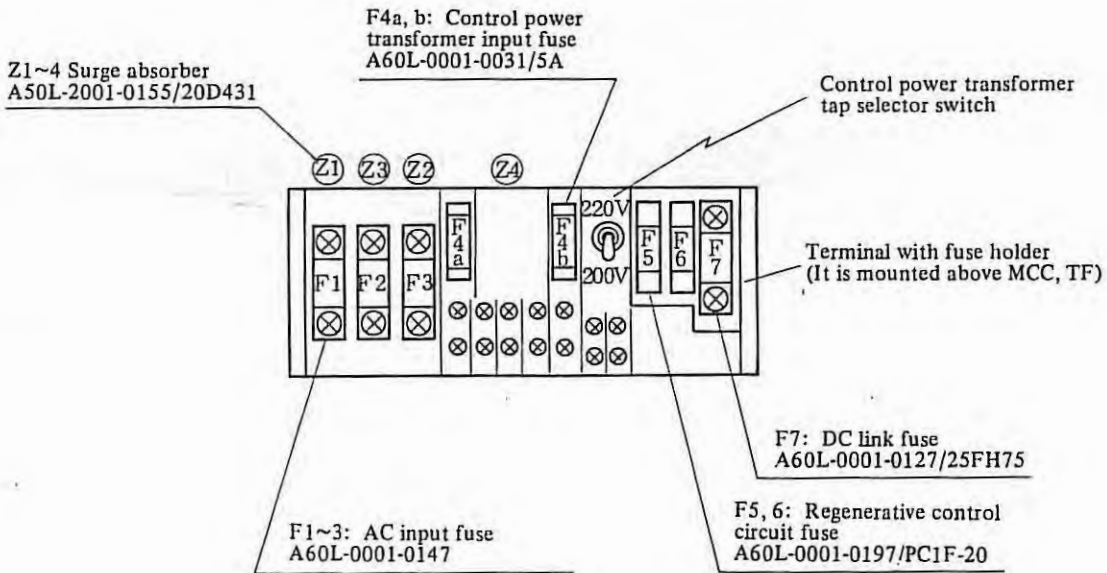 F4a, b: Control power
transformer input fuse
A60L-0001-0031/5A
Z1~4 Surge absorber
A50L-2001-0155/20D431
Control power transformer
tap selector switch
Z1 Z3 Z2 Z4
F1 F2 F3
F4a
F4b
220V
200V
F5
F6
F7
Terminal with fuse holder
(It is mounted above MCC, TF)
F7: DC link fuse
A60L-0001-0127/25FH75
F5, 6: Regenerative control
circuit fuse
A60L-0001-0197/PC1F-20
F1~3: AC input fuse
A60L-0001-0147